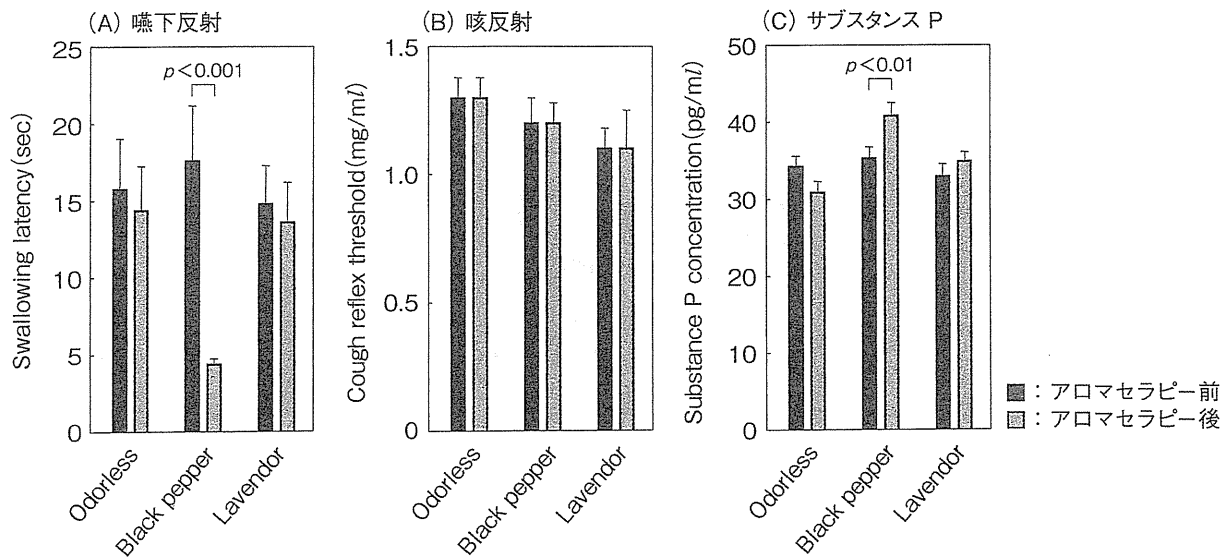 (A) 嚥下反射
Swallowing latency(sec)
25
20
15
10
5
0
p<0.001
Odorless
Black pepper
Lavendor
(B) 咳反射
Cough reflex threshold(mg/ml)
1.5
1.0
0.5
0
Odorless
Black pepper
Lavendor
(C) サブスタンス P
Substance P concentration(pg/ml)
50
40
30
20
10
0
p<0.01
Odorless
Black pepper
Lavendor
：アロマセラピー前
：アロマセラピー後